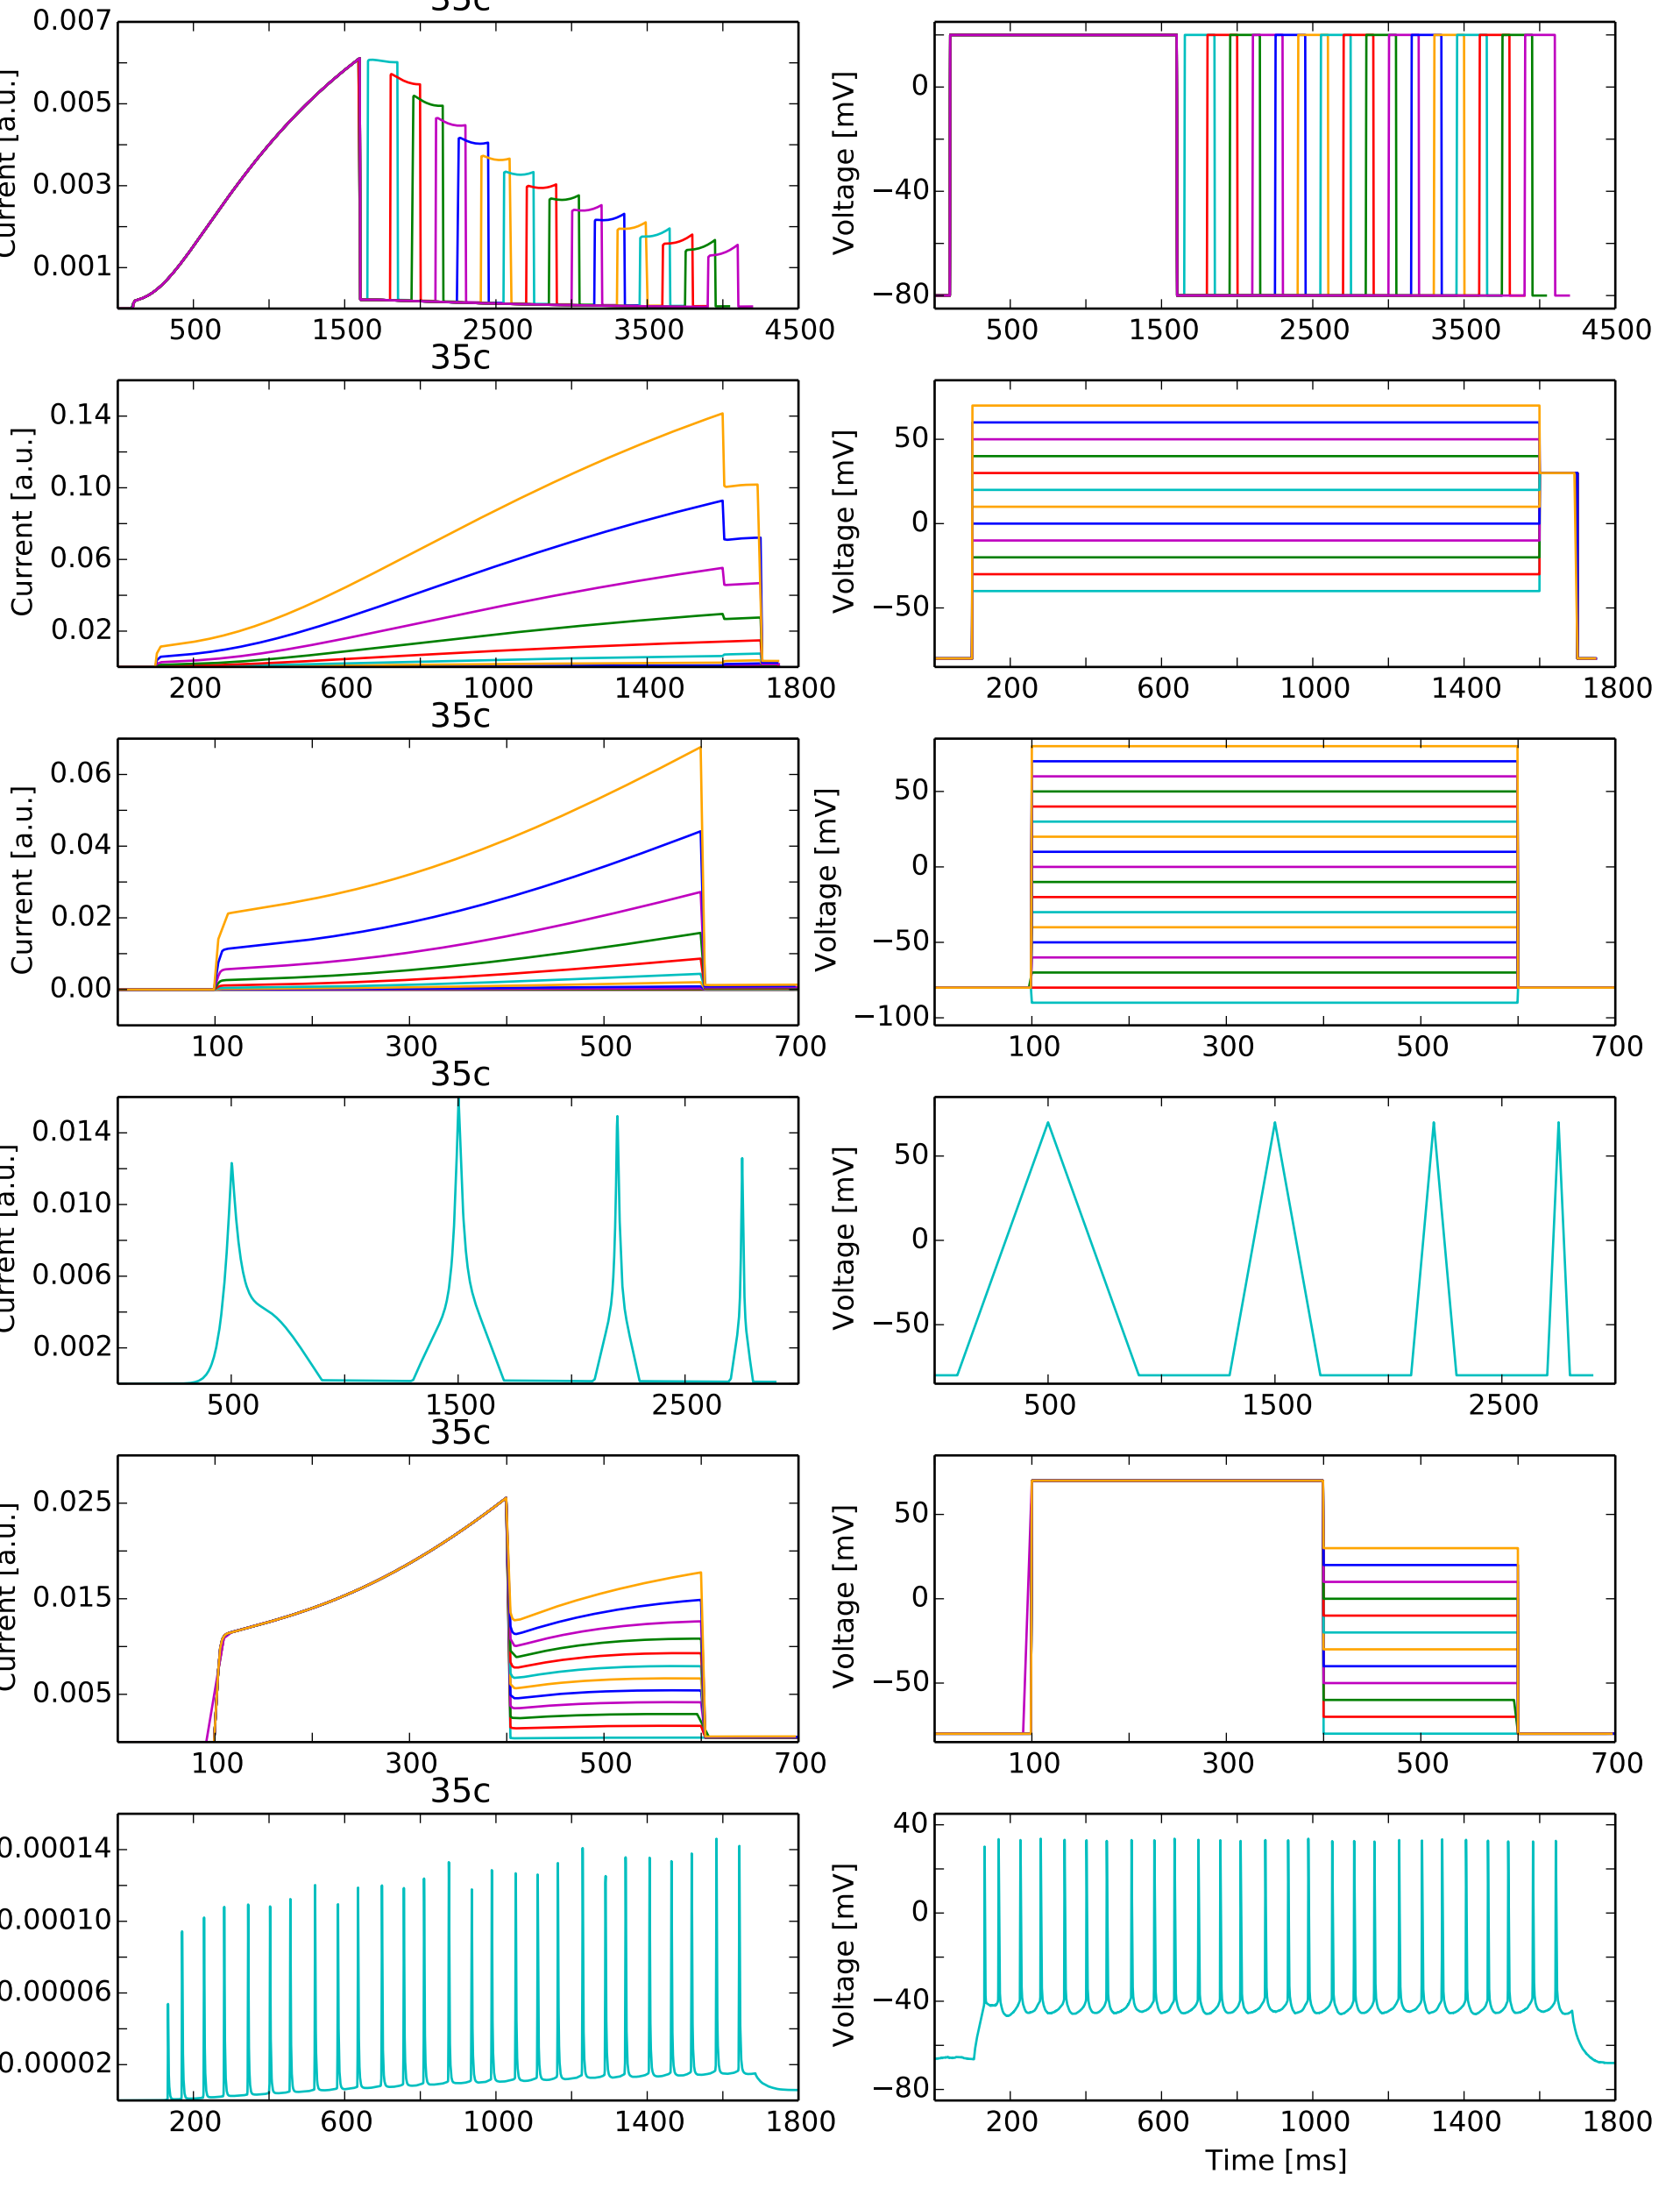 35c
0.007
0.005
0.003
0.001
Current [a.u.]
500 1500 2500 3500 4500
0
−40
−80
Voltage [mV]
500 1500 2500 3500 4500
35c
0.14
0.10
0.06
0.02
Current [a.u.]
200 600 1000 1400 1800
50
0
−50
Voltage [mV]
200 600 1000 1400 1800
35c
0.06
0.04
0.02
0.00
Current [a.u.]
100 300 500 700
50
0
−50
−100
Voltage [mV]
100 300 500 700
35c
0.014
0.010
0.006
0.002
Current [a.u.]
500 1500 2500
50
0
−50
Voltage [mV]
500 1500 2500
35c
0.025
0.015
0.005
Current [a.u.]
100 300 500 700
50
0
−50
Voltage [mV]
100 300 500 700
35c
0.00014
0.00010
0.00006
0.00002
200 600 1000 1400 1800
40
0
−40
−80
Voltage [mV]
200 600 1000 1400 1800
Time [ms]